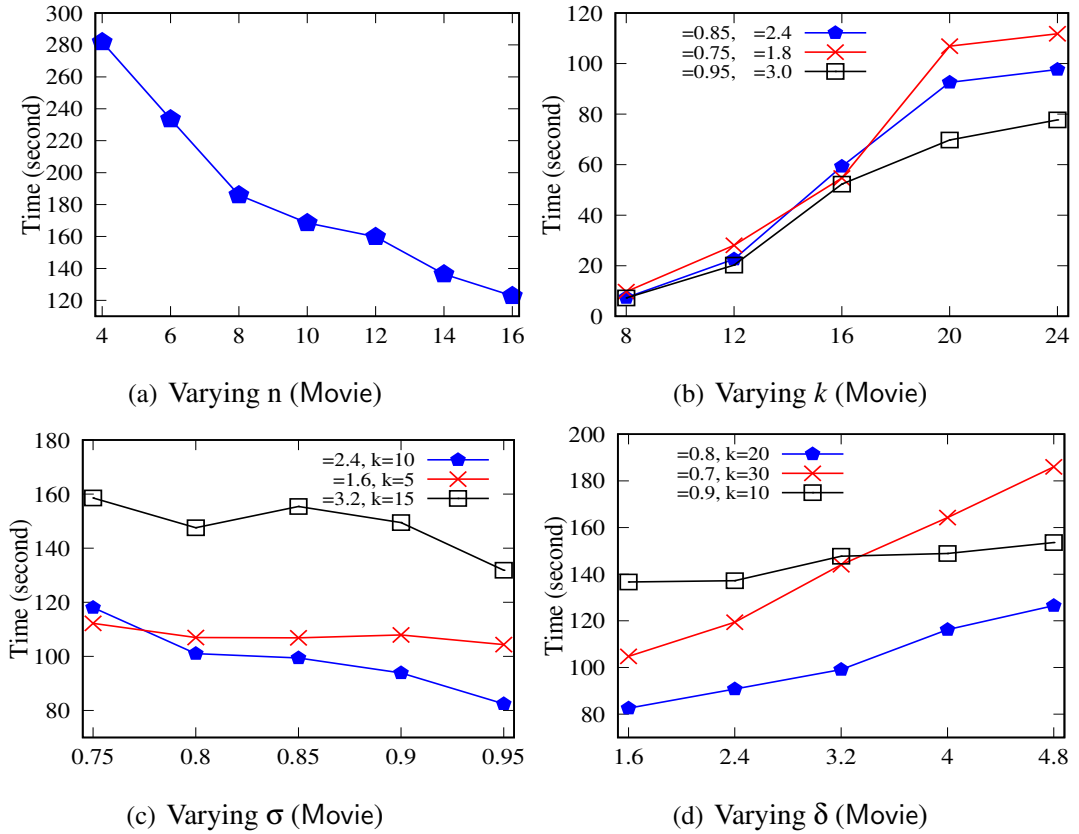 300
280
260
240
220
200
180
160
140
120
Time (second)
4 6 8 10 12 14 16
(a) Varying n (Movie)
120
100
80
60
40
20
0
Time (second)
=0.85, =2.4
=0.75, =1.8
=0.95, =3.0
8 12 16 20 24
(b) Varying k (Movie)
180
160
140
120
100
80
Time (second)
=2.4, k=10
=1.6, k=5
=3.2, k=15
0.75 0.8 0.85 0.9 0.95
(c) Varying σ (Movie)
200
180
160
140
120
100
80
Time (second)
=0.8, k=20
=0.7, k=30
=0.9, k=10
1.6 2.4 3.2 4 4.8
(d) Varying δ (Movie)